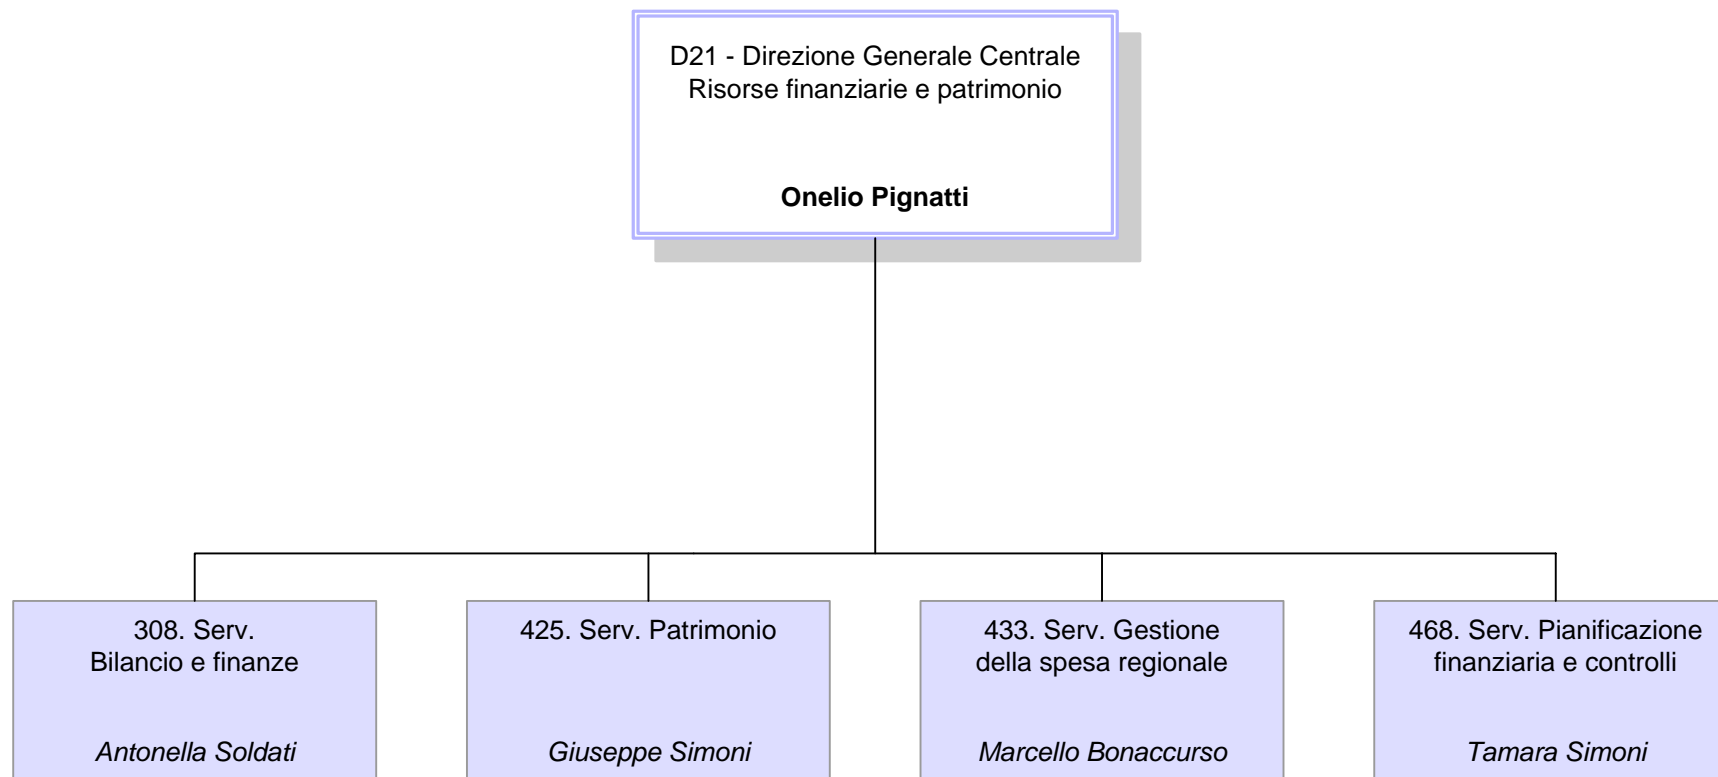 D21 - Direzione Generale Centrale
Risorse finanziarie e patrimonio
Onelio Pignatti
308. Serv.
Bilancio e finanze
Antonella Soldati
425. Serv. Patrimonio
Giuseppe Simoni
433. Serv. Gestione
della spesa regionale
Marcello Bonaccurso
468. Serv. Pianificazione
finanziaria e controlli
Tamara Simoni